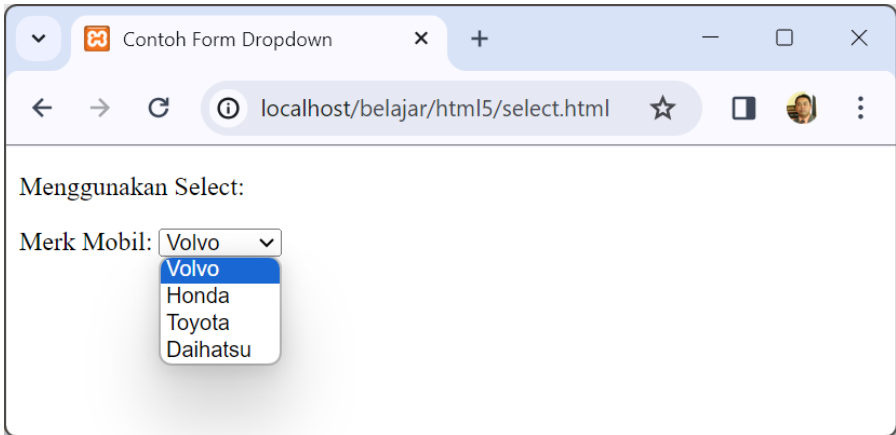 Contoh Form Dropdown
localhost/belajar/html5/select.html
Menggunakan Select:
Merk Mobil: Volvo
Volvo
Honda
Toyota
Daihatsu